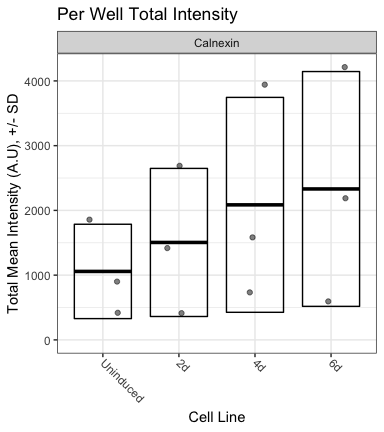 Per Well Total Intensity
Calnexin
Total Mean Intensity (A.U), +/- SD
4000
3000
2000
1000
0
Uninduced
2d
4d
6d
Cell Line